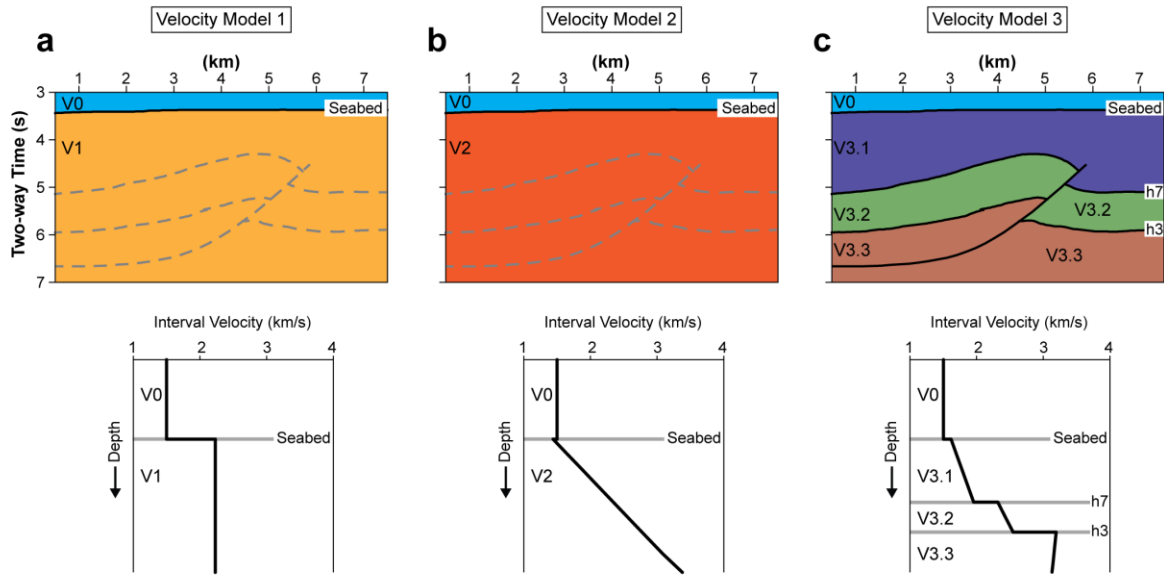 Velocity Model 1
Velocity Model 2
Velocity Model 3
a
b
c
(km)
1 2 3 4 5 6 7
(km)
1 2 3 4 5 6 7
(km)
1 2 3 4 5 6 7
Two-way Time (s)
3
4
5
6
7
V0
Seabed
V1
V0
Seabed
V2
V0
Seabed
V3.1
h7
V3.2
V3.2
h3
V3.3
V3.3
Interval Velocity (km/s)
1 2 3 4
V0
Seabed
Depth
V1
Interval Velocity (km/s)
1 2 3 4
V0
Seabed
Depth
V2
Interval Velocity (km/s)
1 2 3 4
V0
Seabed
Depth
V3.1
h7
V3.2
h3
V3.3